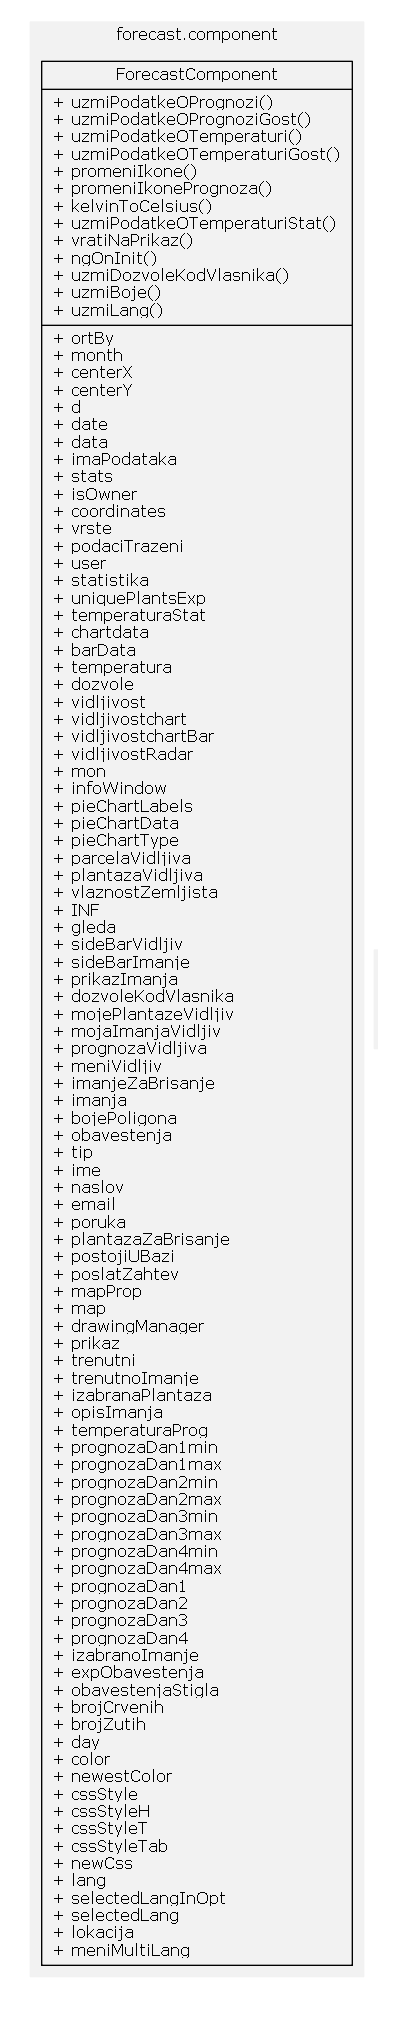 forecast.component
ForecastComponent
+ uzmiPodatkeOPrognozi()
+ uzmiPodatkeOPrognoziGost()
+ uzmiPodatkeOTemperaturi()
+ uzmiPodatkeOTemperaturiGost()
+ promeniIkone()
+ promeniIkonePrognoza()
+ kelvinToCelsius()
+ uzmiPodatkeOTemperaturiStat()
+ vratiNaPrikaz()
+ ngOnInit()
+ uzmiDozvoleKodVlasnika()
+ uzmiBoje()
+ uzmiLang()
+ ortBy
+ month
+ centerX
+ centerY
+ d
+ date
+ data
+ imaPodataka
+ stats
+ isOwner
+ coordinates
+ vrste
+ podaciTrazeni
+ user
+ statistika
+ uniquePlantsExp
+ temperaturaStat
+ chartdata
+ barData
+ temperatura
+ dozvole
+ vidljivost
+ vidljivostchart
+ vidljivostchartBar
+ vidljivostRadar
+ mon
+ infoWindow
+ pieChartLabels
+ pieChartData
+ pieChartType
+ parcelaVidljiva
+ plantazaVidljiva
+ vlaznostZemljista
+ INF
+ gleda
+ sideBarVidljiv
+ sideBarImanje
+ prikazImanja
+ dozvoleKodVlasnika
+ mojePlantazeVidljiv
+ mojaImanjaVidljiv
+ prognozaVidljiva
+ meniVidljiv
+ imanjeZaBrisanje
+ imanja
+ bojePoligona
+ obavestenja
+ tip
+ ime
+ naslov
+ email
+ poruka
+ plantazaZaBrisanje
+ postojiUBazi
+ poslatZahtev
+ mapProp
+ map
+ drawingManager
+ prikaz
+ trenutni
+ trenutnoImanje
+ izabranaPlantaza
+ opisImanja
+ temperaturaProg
+ prognozaDan1min
+ prognozaDan1max
+ prognozaDan2min
+ prognozaDan2max
+ prognozaDan3min
+ prognozaDan3max
+ prognozaDan4min
+ prognozaDan4max
+ prognozaDan1
+ prognozaDan2
+ prognozaDan3
+ prognozaDan4
+ izabranoImanje
+ expObavestenja
+ obavestenjaStigla
+ brojCrvenih
+ brojZutih
+ day
+ color
+ newestColor
+ cssStyle
+ cssStyleH
+ cssStyleT
+ cssStyleTab
+ newCss
+ lang
+ selectedLangInOpt
+ selectedLang
+ lokacija
+ meniMultiLang